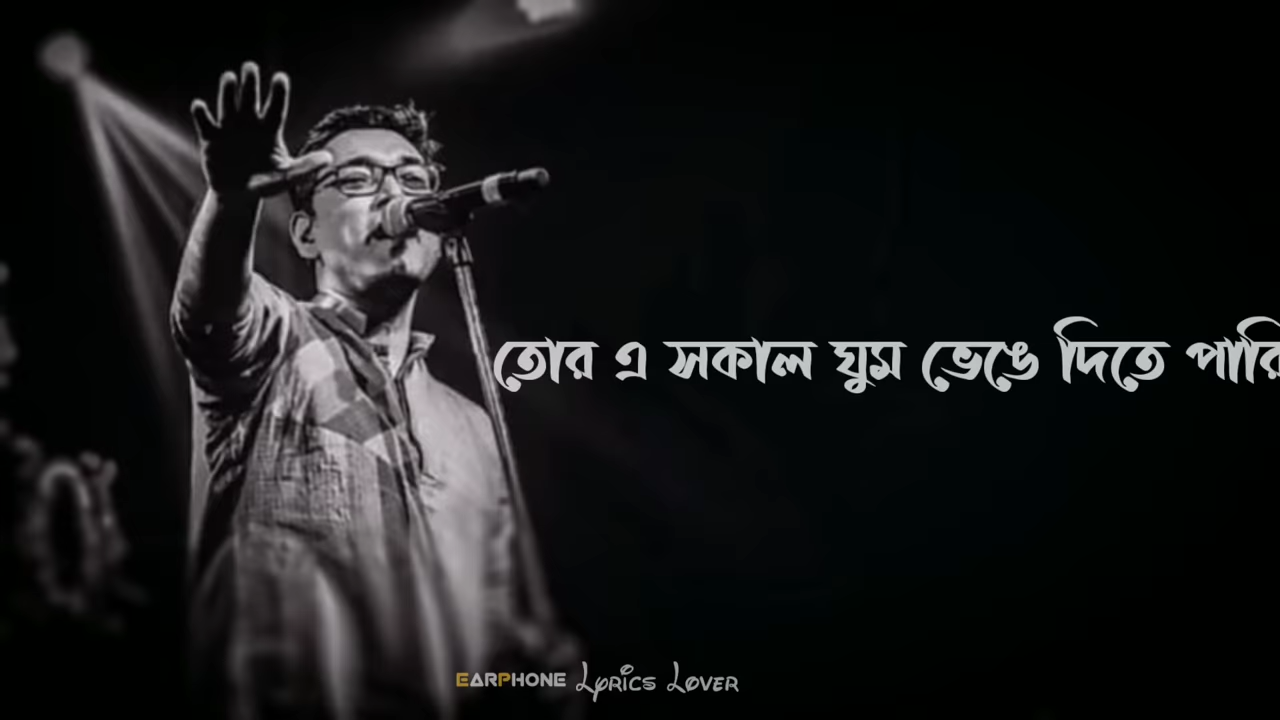 তোর এ সকাল ঘুম ভেঙে দিতে পারি
EARPHONE Lyrics Lover